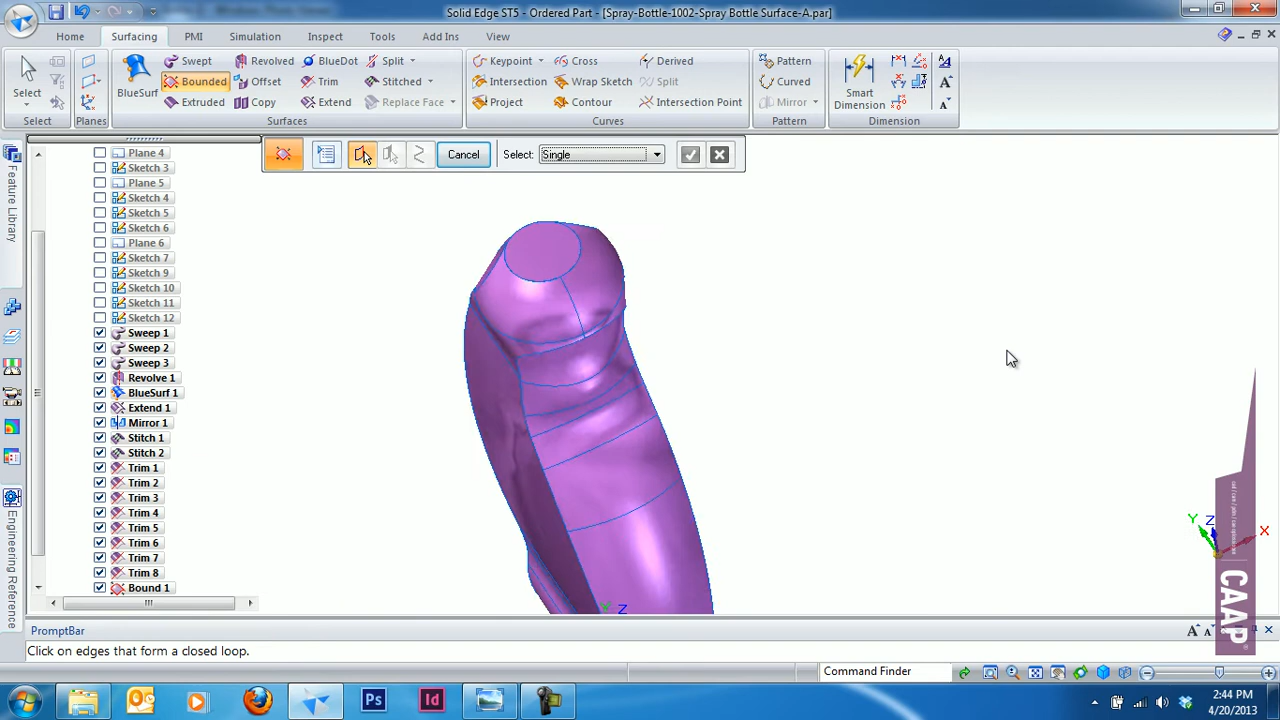 Solid Edge ST5 - Ordered Part - [Spray-Bottle-1002-Spray Bottle Surface-A.par]
Home Surfacing PMI Simulation Inspect Tools Add Ins View
Select
Select
Planes
BlueSurf
Swept Revolved BlueDot Split
Bounded Offset Trim Stitched
Extruded Copy Extend Replace Face
Surfaces
Keypoint Cross Derived
Intersection Wrap Sketch Split
Project Contour Intersection Point
Curves
Pattern
Curved
Mirror
Pattern
Smart
Dimension
Dimension
Cancel Select: Single
Feature Library
Engineering Reference
Plane 4
Sketch 3
Plane 5
Sketch 4
Sketch 5
Sketch 6
Plane 6
Sketch 7
Sketch 9
Sketch 10
Sketch 11
Sketch 12
Sweep 1
Sweep 2
Sweep 3
Revolve 1
BlueSurf 1
Extend 1
Mirror 1
Stitch 1
Stitch 2
Trim 1
Trim 2
Trim 3
Trim 4
Trim 5
Trim 6
Trim 7
Trim 8
Bound 1
Y Z X
Y Z
CAAP
PromptBar
Click on edges that form a closed loop.
Command Finder
2:44 PM
4/20/2013